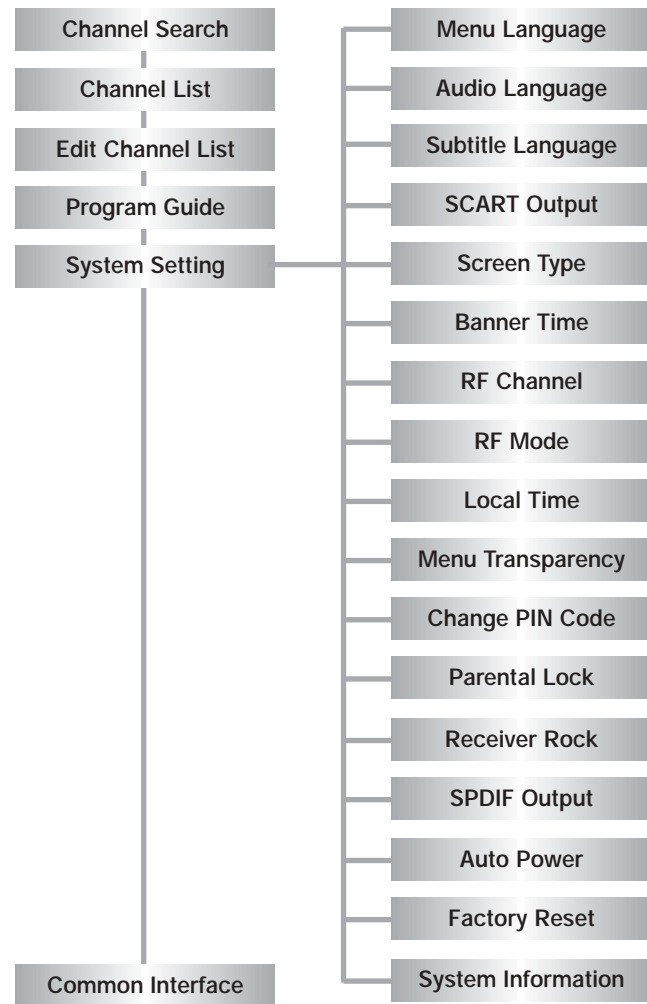 Channel Search
Channel List
Edit Channel List
Program Guide
System Setting
Common Interface
Menu Language
Audio Language
Subtitle Language
SCART Output
Screen Type
Banner Time
RF Channel
RF Mode
Local Time
Menu Transparency
Change PIN Code
Parental Lock
Receiver Rock
SPDIF Output
Auto Power
Factory Reset
System Information